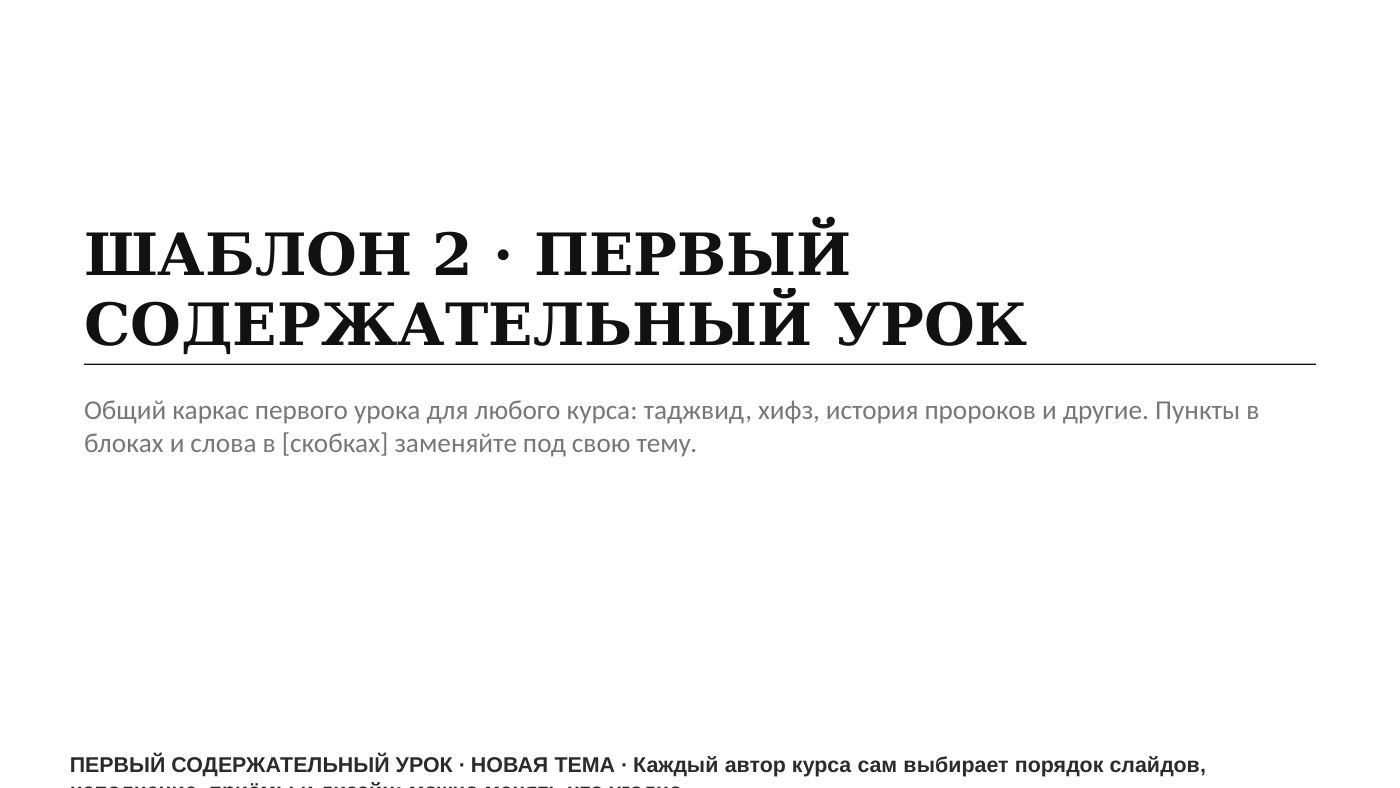 ШАБЛОН 2 · ПЕРВЫЙ
СОДЕРЖАТЕЛЬНЫЙ УРОК
Общий каркас первого урока для любого курса: таджвид, хифз, история пророков и другие. Пункты в
блоках и слова в [скобках] заменяйте под свою тему.
ПЕРВЫЙ СОДЕРЖАТЕЛЬНЫЙ УРОК · НОВАЯ ТЕМА · Каждый автор курса сам выбирает порядок слайдов,